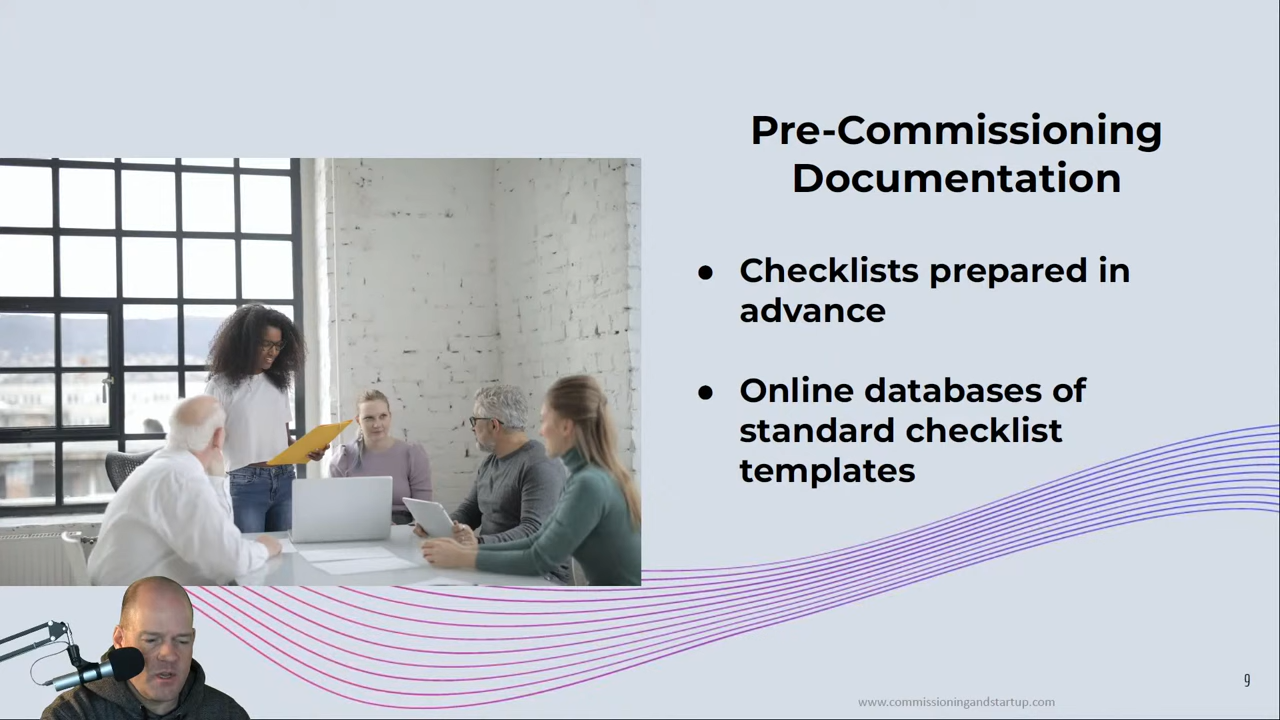 Pre-Commissioning
Documentation
● Checklists prepared in
advance
● Online databases of
standard checklist
templates
9
www.commissioningandstartup.com